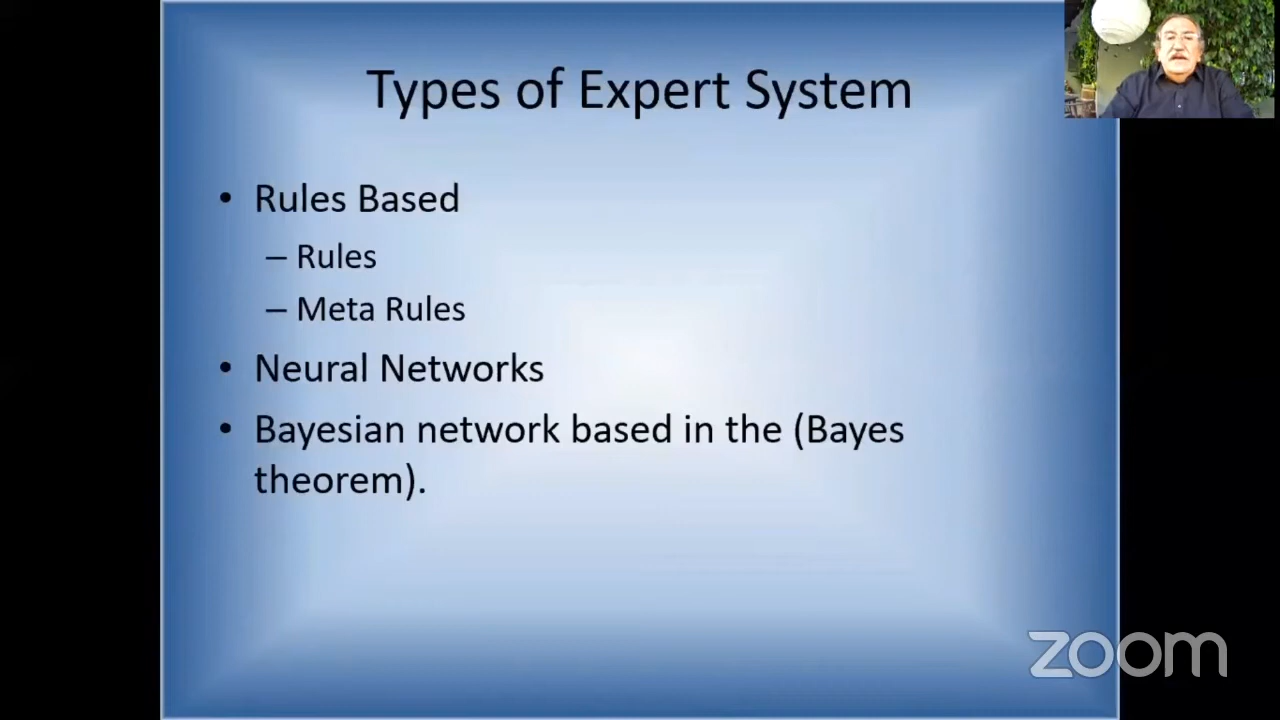 Types of Expert System
• Rules Based
– Rules
– Meta Rules
• Neural Networks
• Bayesian network based in the (Bayes
theorem).
zoom